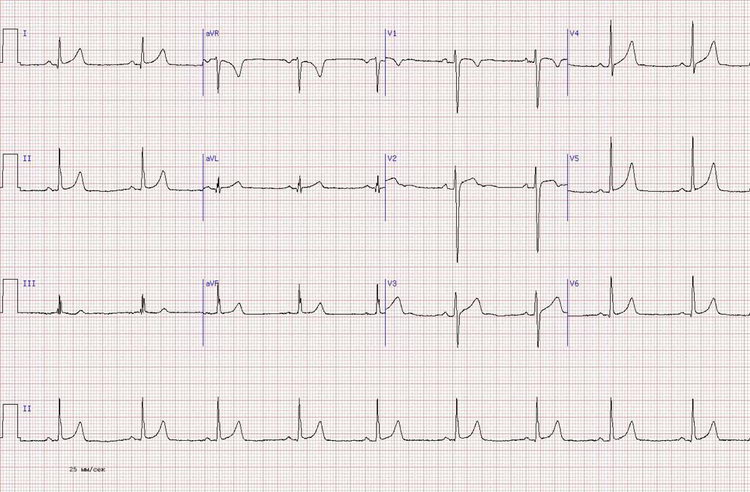 I aVR V1 V4
II aVL V2 V5
III aVF V3 V6
II
25 мм/сек